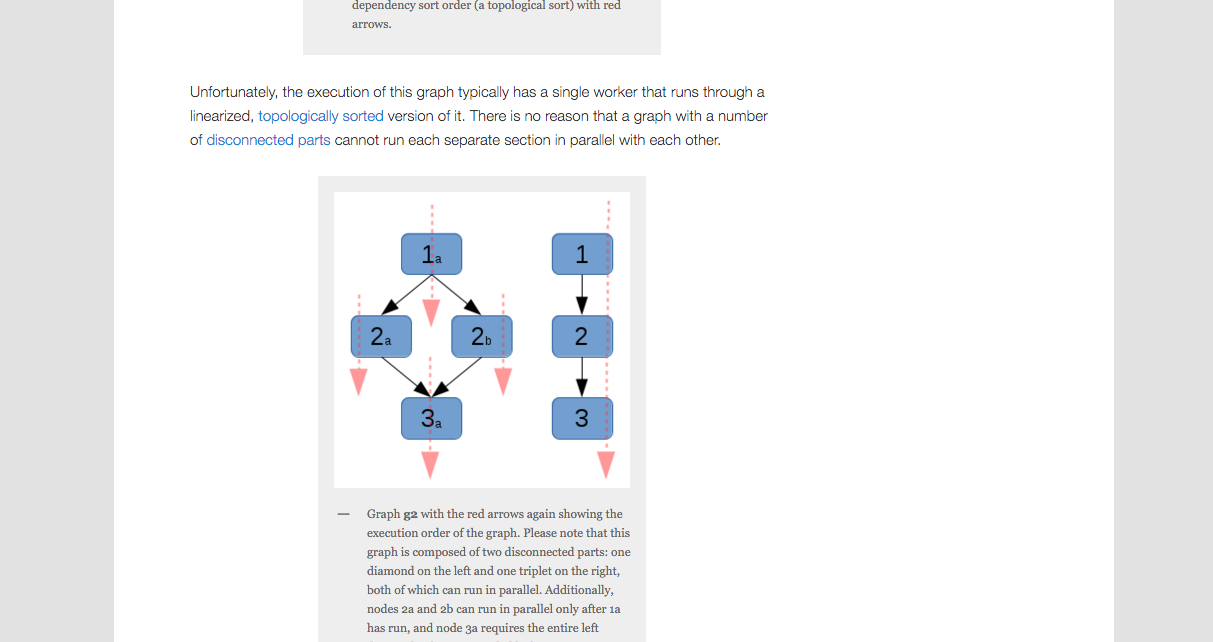 dependency sort order (a topological sort) with red
arrows.
Unfortunately, the execution of this graph typically has a single worker that runs through a
linearized, topologically sorted version of it. There is no reason that a graph with a number
of disconnected parts cannot run each separate section in parallel with each other.
1a 1
2a 2b 2
3a 3
— Graph g2 with the red arrows again showing the
execution order of the graph. Please note that this
graph is composed of two disconnected parts: one
diamond on the left and one triplet on the right,
both of which can run in parallel. Additionally,
nodes 2a and 2b can run in parallel only after 1a
has run, and node 3a requires the entire left